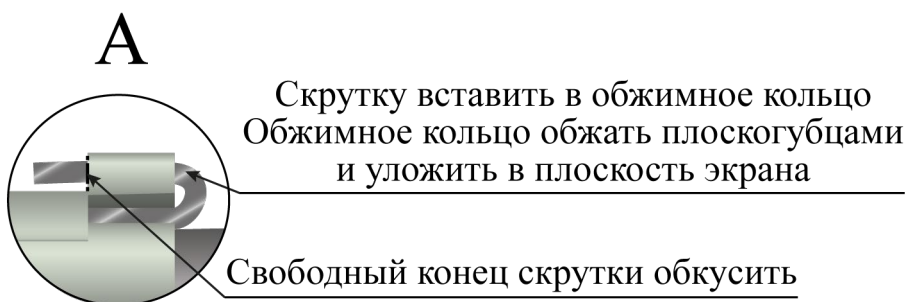 А
Скрутку вставить в обжимное кольцо
Обжимное кольцо обжать плоскогубцами
и уложить в плоскость экрана
Свободный конец скрутки обкусить